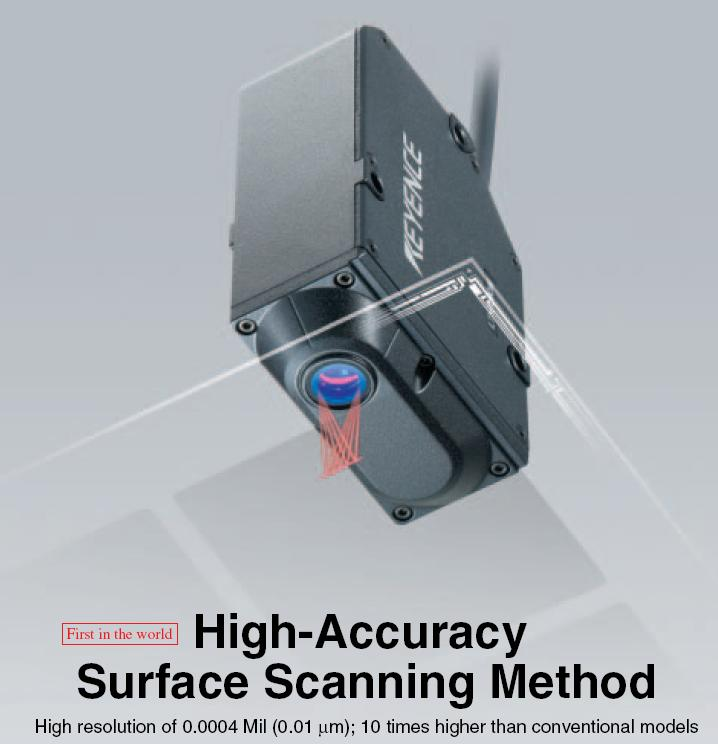 KEYENCE
First in the world High-Accuracy
Surface Scanning Method
High resolution of 0.0004 Mil (0.01 μm); 10 times higher than conventional models